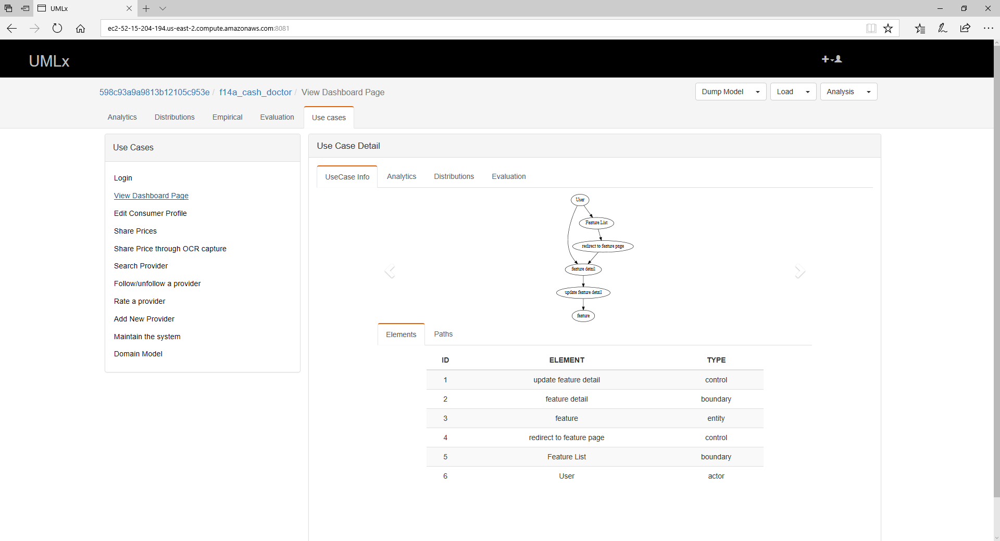 UMLx
ec2-52-15-204-194.us-east-2.compute.amazonaws.com:8081
UMLx
598c93a9a9813b12105c953e / f14a_cash_doctor / View Dashboard Page
Dump Model Load Analysis
Analytics Distributions Empirical Evaluation Use cases
Use Cases
Login
View Dashboard Page
Edit Consumer Profile
Share Prices
Share Price through OCR capture
Search Provider
Follow/unfollow a provider
Rate a provider
Add New Provider
Maintain the system
Domain Model
Use Case Detail
UseCase Info Analytics Distributions Evaluation
User
Feature List
redirect to feature page
feature detail
update feature detail
feature
Elements Paths
ID ELEMENT TYPE
1 update feature detail control
2 feature detail boundary
3 feature entity
4 redirect to feature page control
5 Feature List boundary
6 User actor